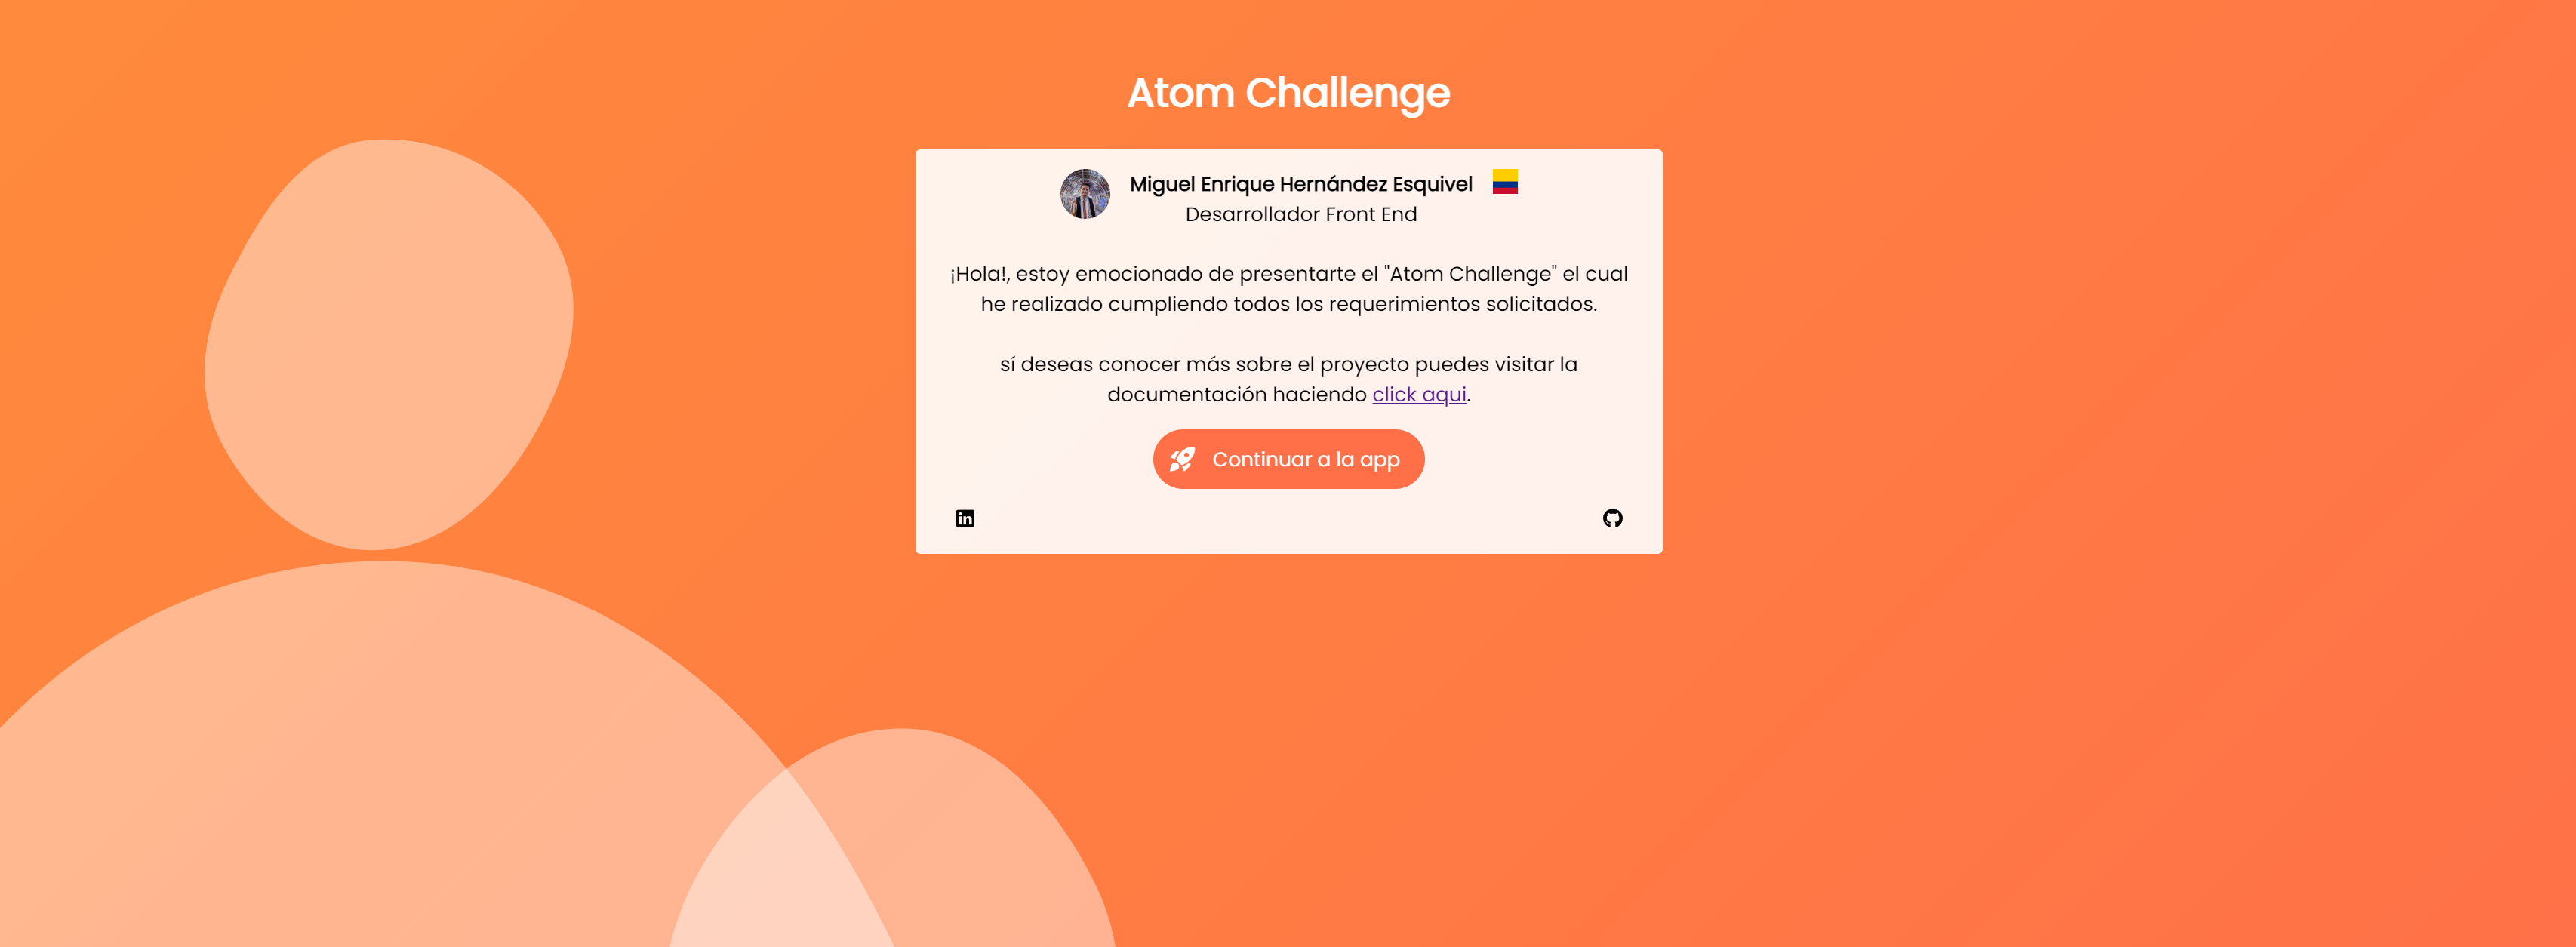 Atom Challenge
Miguel Enrique Hernández Esquivel
Desarrollador Front End
¡Hola!, estoy emocionado de presentarte el "Atom Challenge" el cual
he realizado cumpliendo todos los requerimientos solicitados.
sí deseas conocer más sobre el proyecto puedes visitar la
documentación haciendo click aqui.
Continuar a la app